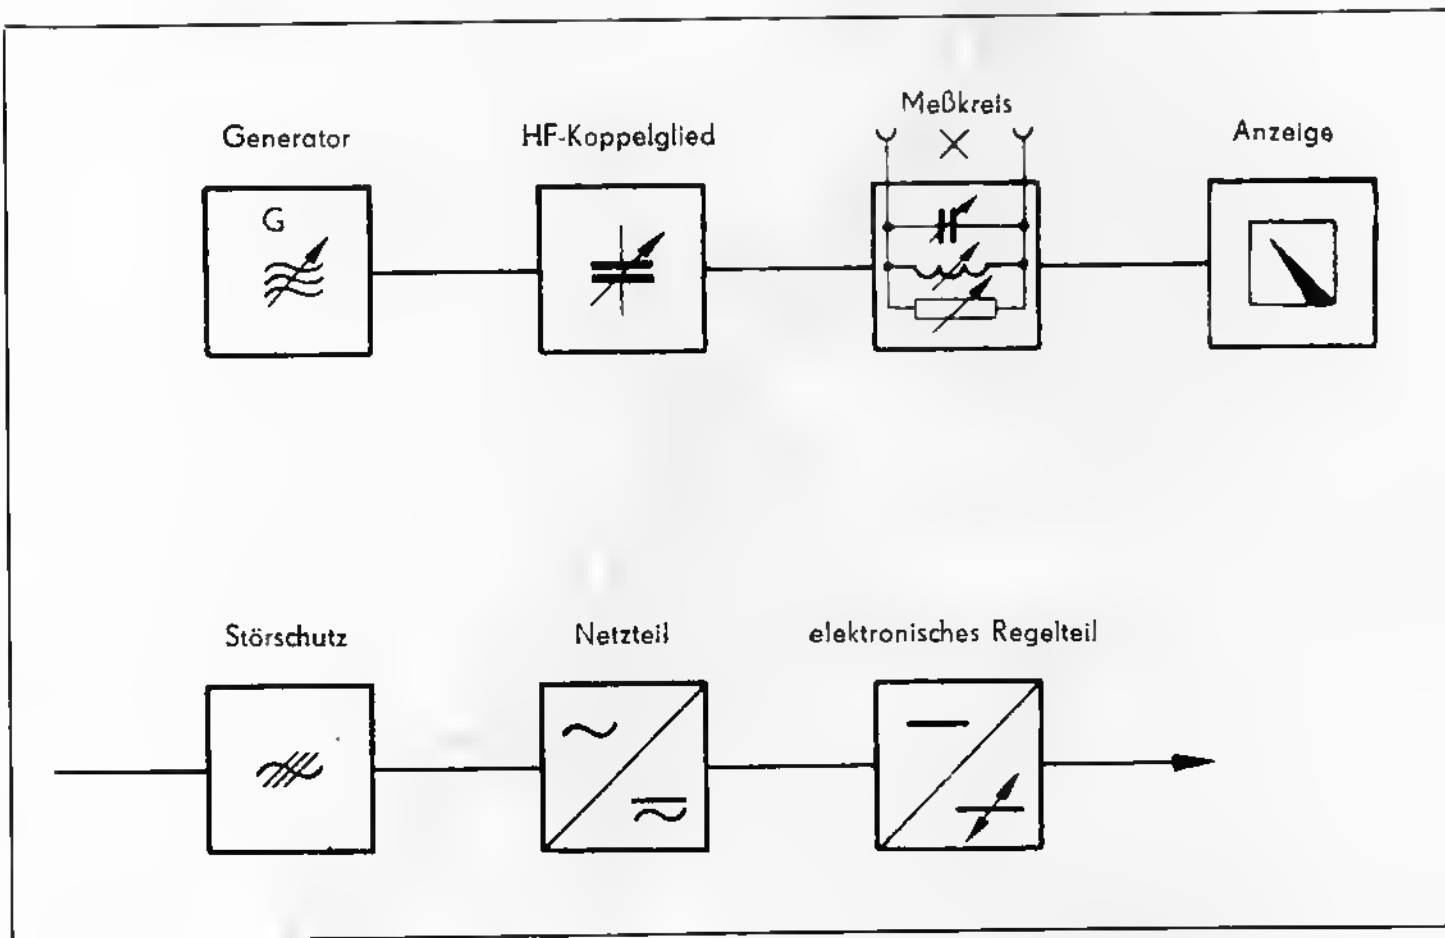 Generator
HF-Koppelglied
Meßkreis
Anzeige
G
Störschutz
Netzteil
elektronisches Regelteil